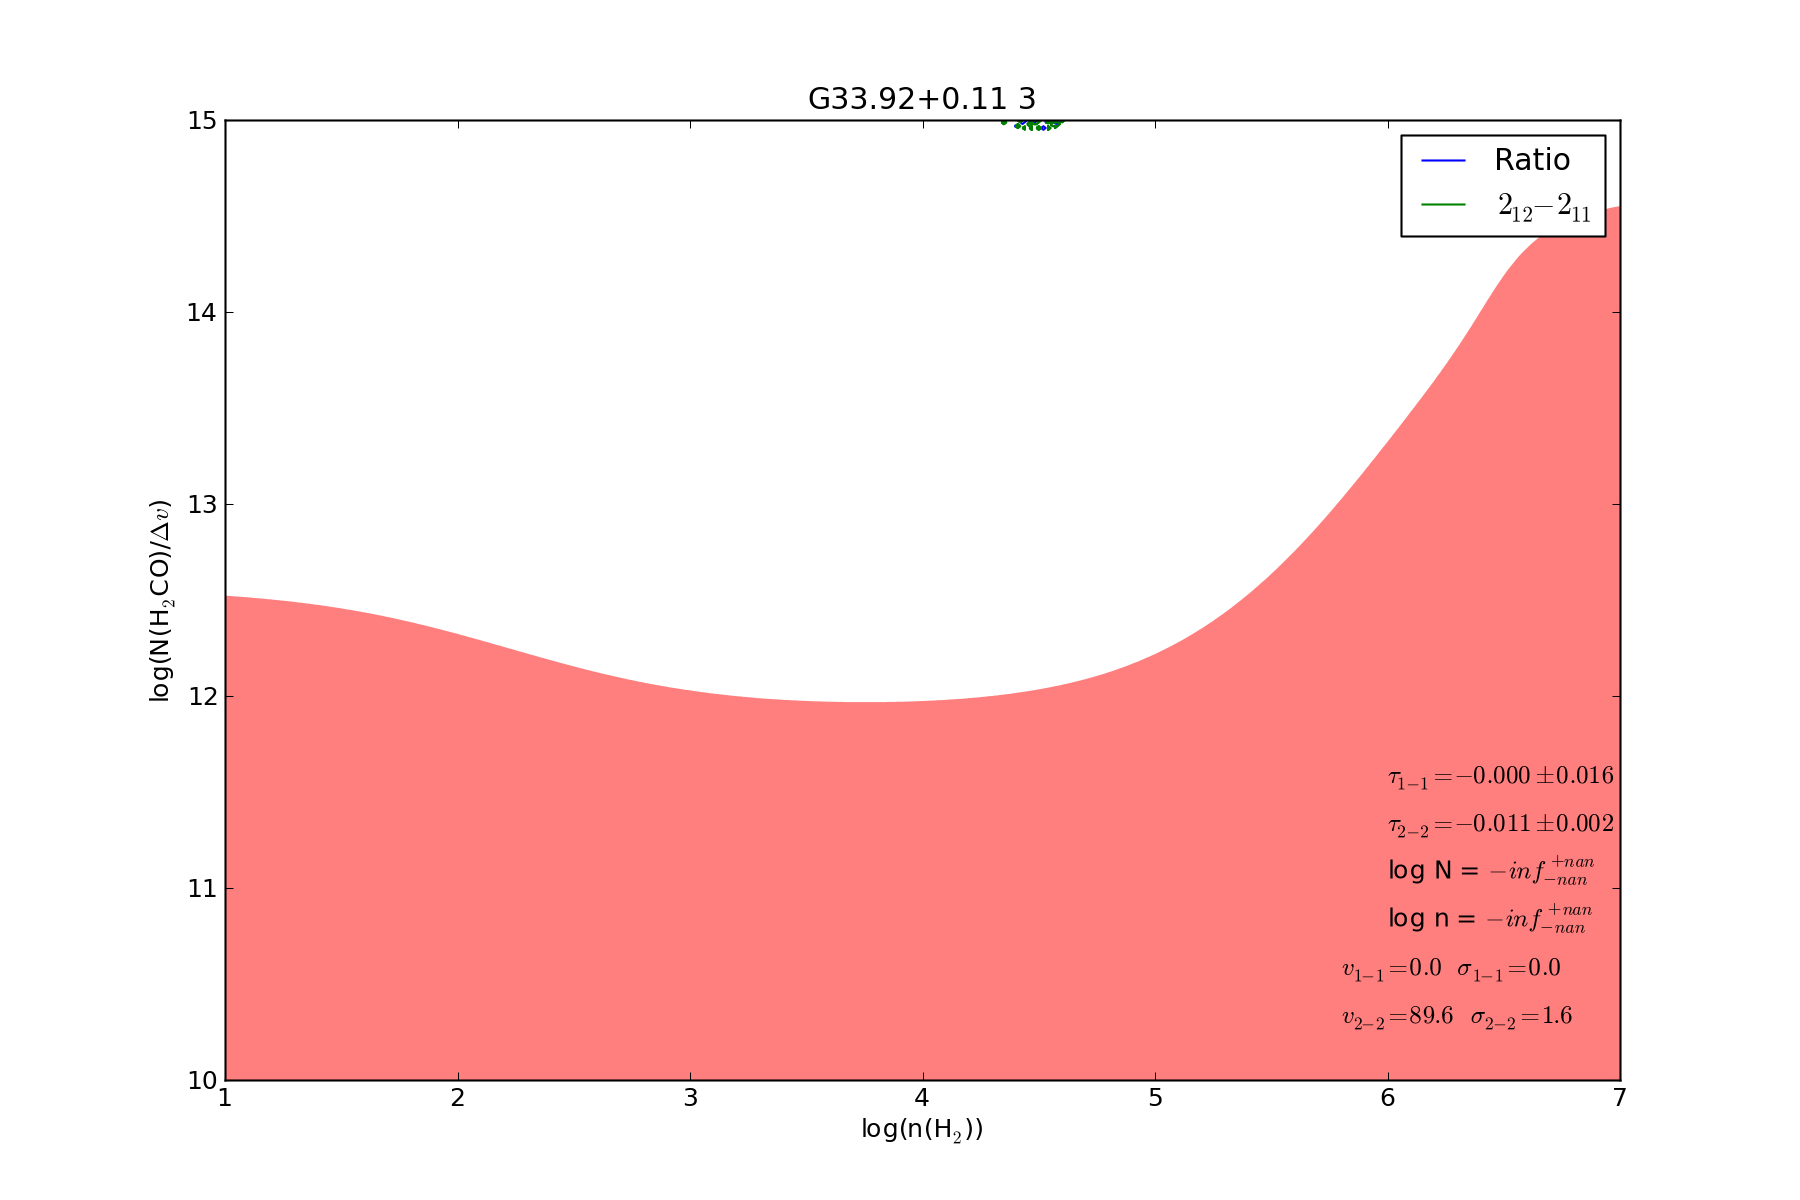 G33.92+0.11 3
15
14
13
12
11
10
log(N(H₂CO)/Δv)
Ratio
2₁₂−2₁₁
τ₁₋₁=−0.000±0.016
τ₂₋₂=−0.011±0.002
log N = −inf₋ₙₐₙ⁺ⁿᵃⁿ
log n = −inf₋ₙₐₙ⁺ⁿᵃⁿ
v₁₋₁=0.0 σ₁₋₁=0.0
v₂₋₂=89.6 σ₂₋₂=1.6
1 2 3 4 5 6 7
log(n(H₂))